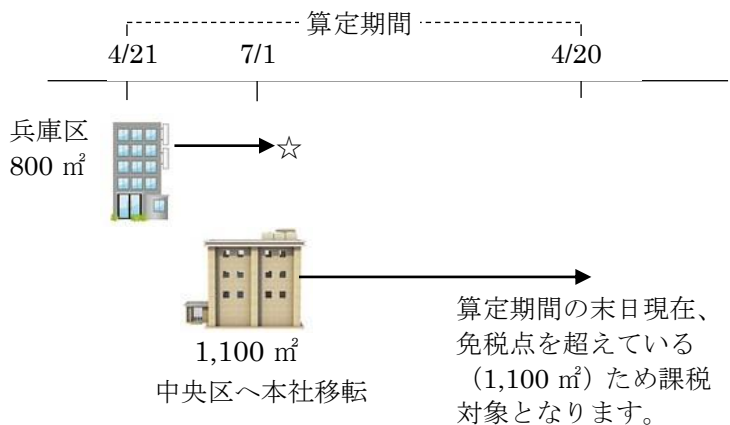 算定期間
4/21 7/1 4/20
兵庫区
800 ㎡
☆
1,100 ㎡
中央区へ本社移転
算定期間の末日現在、
免税点を超えている
（1,100 ㎡）ため課税
対象となります。